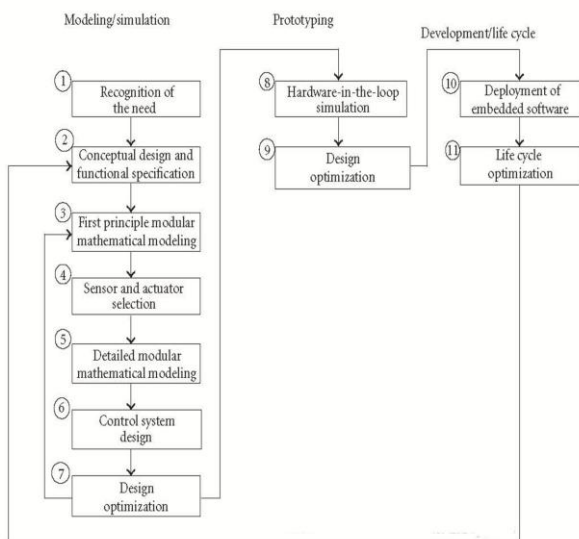 Modeling/simulation
1
Recognition of
the need
2
Conceptual design and
functional specification
3
First principle modular
mathematical modeling
4
Sensor and actuator
selection
5
Detailed modular
mathematical modeling
6
Control system
design
7
Design
optimization
Prototyping
8
Hardware-in-the-loop
simulation
9
Design
optimization
Development/life cycle
10
Deployment of
embedded software
11
Life cycle
optimization